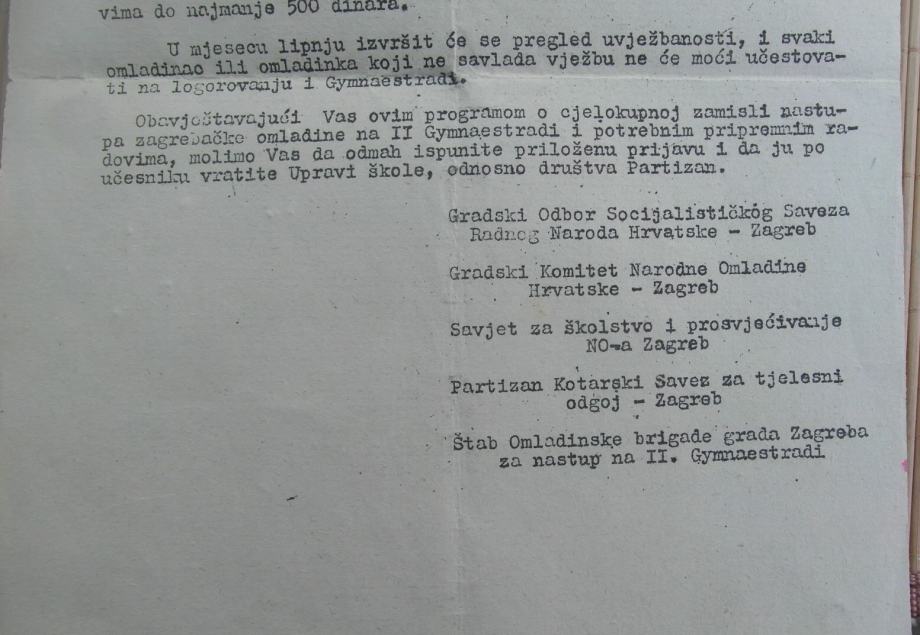 vima do najmanje 500 dinara.
U mjesecu lipnju izvršit će se pregled uvježbanosti, i svaki
omladinac ili omladinka koji ne savlada vježbu ne će moći učestova-
ti na logorovanju i Gymnaestradi.
Obavještavajući Vas ovim programom o cjelokupnoj zamisli nastu-
pa zagrebačke omladine na II Gymnaestradi i potrebnim pripremnim ra-
dovima, molimo Vas da odmah ispunite priloženu prijavu i da ju po
učesniku vratite Upravi škole, odnosno društva Partizan.
Gradski Odbor Socijalističkóg Saveza
Radnog Naroda Hrvatske - Zagreb
Gradski Komitet Narodne Omladine
Hrvatske - Zagreb
Savjet za školstvo i prosvjećivanje
NO-a Zagreb
Partizan Kotarski Savez za tjelesni
odgoj - Zagreb
Štab Omladinske brigade grada Zagreba
za nastup na II. Gymnaestradi